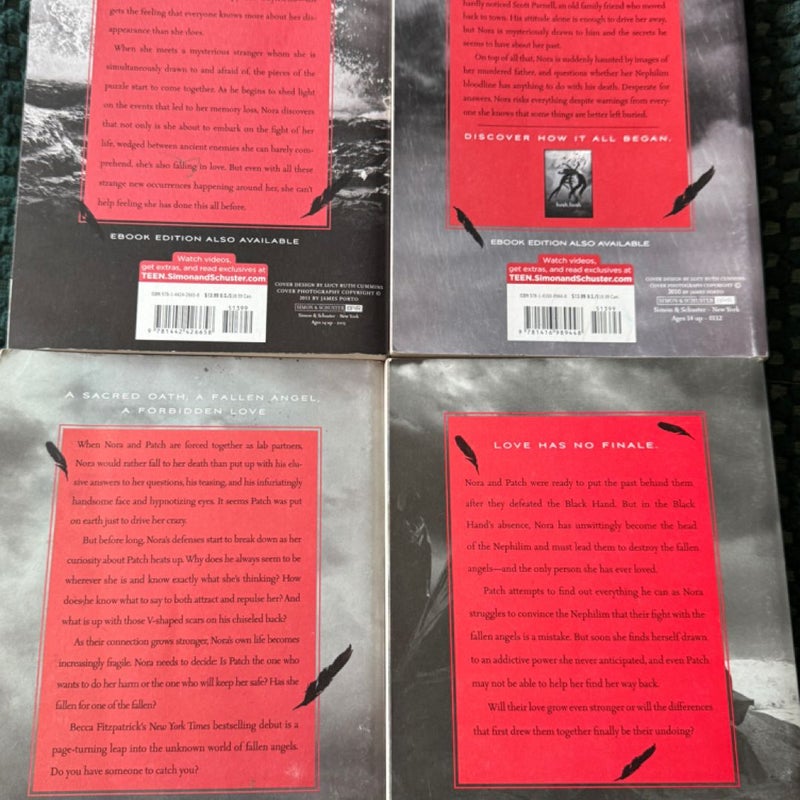 gets the feeling that everyone knows more about her dis-
appearance than she does.
When she meets a mysterious stranger whom she is
simultaneously drawn to and afraid of, the pieces of the
puzzle start to come together. As he begins to shed light
on the events that led to her memory loss, Nora discovers
that not only is she about to embark on the fight of her
life, wedged between ancient enemies she can barely com-
prehend, she's also falling in love. But even with all these
strange new occurrences happening around her, she can't
help feeling she has done this all before.
EBOOK EDITION ALSO AVAILABLE
Watch videos,
get extras, and read exclusives at
TEEN.SimonandSchuster.com
COVER DESIGN BY LUCY RUTH CUMMINS
COVER PHOTOGRAPHY COPYRIGHT ©
2011 BY JAMES PORTO
SIMON & SCHUSTER
Simon & Schuster · New York
Ages 14 up
51399
9 781442 426658
hardly noticed Scott Parnell, an old family friend who moved
back to town. His attitude alone is enough to drive her away,
but Nora is mysteriously drawn to him and the secrets he
seems to have about her past.
On top of all that, Nora is suddenly haunted by images of
her murdered father, and questions whether her Nephilim
bloodline has anything to do with his death. Desperate for
answers, Nora risks everything despite warnings from every-
one she knows that some things are better left buried.
DISCOVER HOW IT ALL BEGAN.
hush, hush
EBOOK EDITION ALSO AVAILABLE
Watch videos,
get extras, and read exclusives at
TEEN.SimonandSchuster.com
COVER DESIGN BY LUCY RUTH CUMMINS
COVER PHOTOGRAPHY COPYRIGHT ©
2010 BY JAMES PORTO
SIMON & SCHUSTER
Simon & Schuster · New York
Ages 14 up · 0112
51399
9 781416 989448
A SACRED OATH, A FALLEN ANGEL,
A FORBIDDEN LOVE
When Nora and Patch are forced together as lab partners,
Nora would rather fall to her death than put up with his elu-
sive answers to her questions, his teasing, and his infuriatingly
handsome face and hypnotizing eyes. It seems Patch was put
on earth just to drive her crazy.
But before long, Nora's defenses start to break down as her
curiosity about Patch heats up. Why does he always seem to be
wherever she is and know exactly what she's thinking? How
does he know what to say to both attract and repulse her? And
what is up with those V-shaped scars on his chiseled back?
As their connection grows stronger, Nora's own life becomes
increasingly fragile. Nora needs to decide: Is Patch the one who
wants to do her harm or the one who will keep her safe? Has she
fallen for one of the fallen?
Becca Fitzpatrick's New York Times bestselling debut is a
page-turning leap into the unknown world of fallen angels.
Do you have someone to catch you?
LOVE HAS NO FINALE.
Nora and Patch were ready to put the past behind them
after they defeated the Black Hand. But in the Black
Hand's absence, Nora has unwittingly become the head
of the Nephilim and must lead them to destroy the fallen
angels—and the only person she has ever loved.
Patch attempts to find out everything he can as Nora
struggles to convince the Nephilim that their fight with the
fallen angels is a mistake. But soon she finds herself drawn
to an addictive power she never anticipated, and even Patch
may not be able to help her find her way back.
Will their love grow even stronger or will the differences
that first drew them together finally be their undoing?